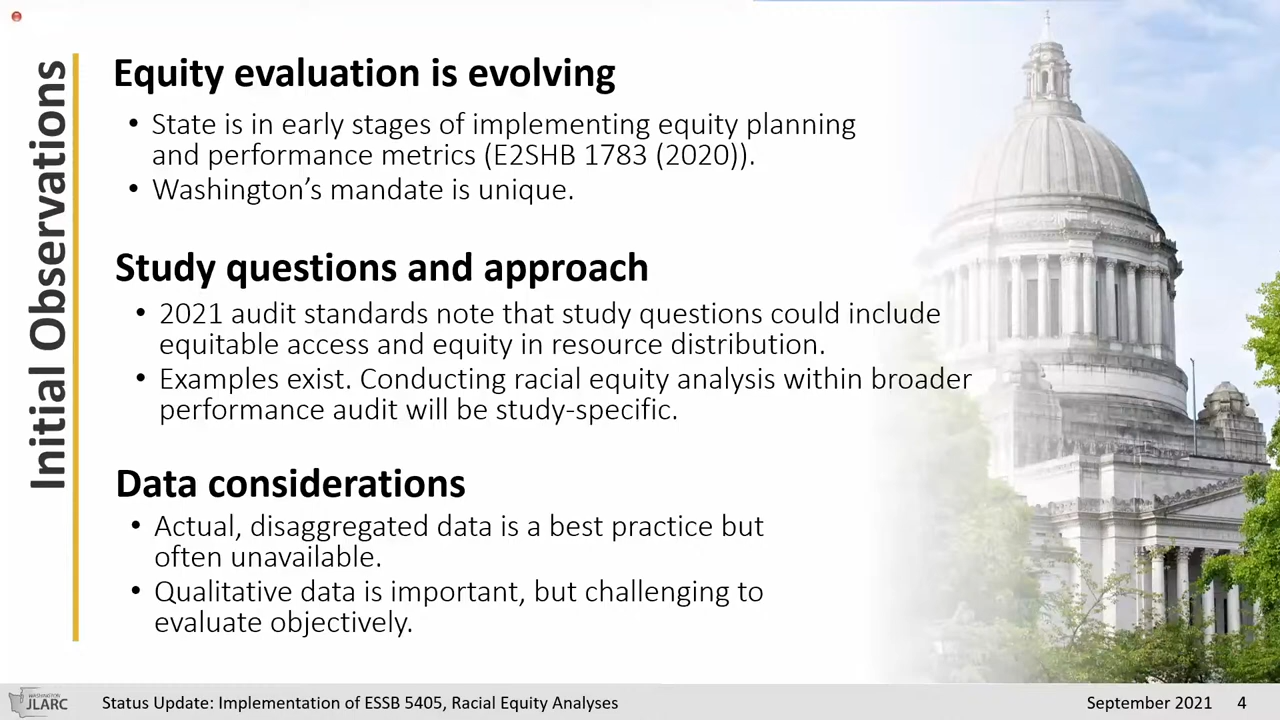 Initial Observations
Equity evaluation is evolving
• State is in early stages of implementing equity planning
and performance metrics (E2SHB 1783 (2020)).
• Washington’s mandate is unique.
Study questions and approach
• 2021 audit standards note that study questions could include
equitable access and equity in resource distribution.
• Examples exist. Conducting racial equity analysis within broader
performance audit will be study-specific.
Data considerations
• Actual, disaggregated data is a best practice but
often unavailable.
• Qualitative data is important, but challenging to
evaluate objectively.
WASHINGTON
JLARC
Status Update: Implementation of ESSB 5405, Racial Equity Analyses
September 2021 4